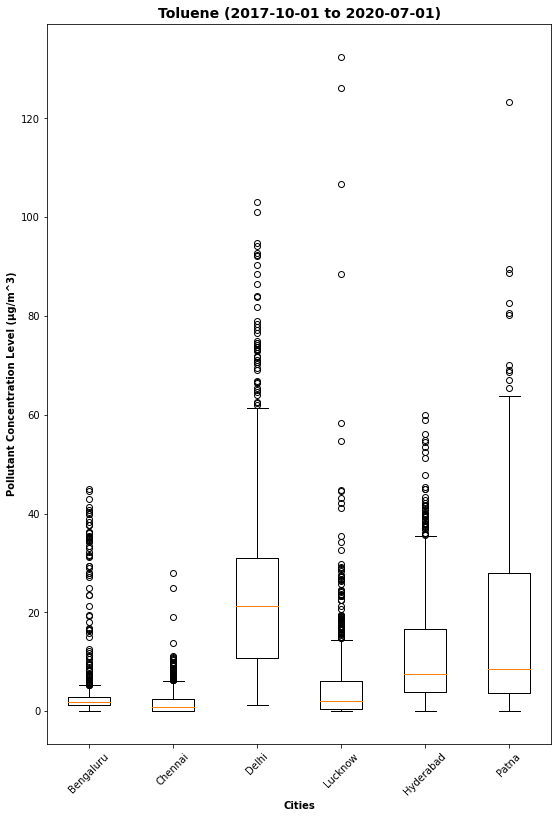 Toluene (2017-10-01 to 2020-07-01)
Pollutant Concentration Level (µg/m^3)
120
100
80
60
40
20
0
Bengaluru
Chennai
Delhi
Lucknow
Hyderabad
Patna
Cities